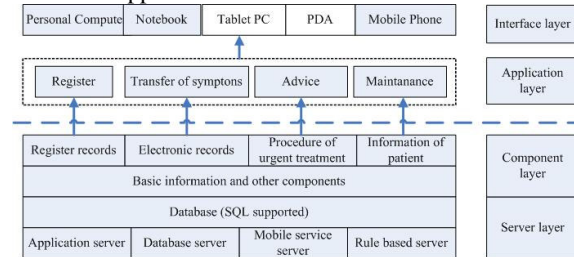 Personal Compute Notebook Tablet PC PDA Mobile Phone Interface layer
Register Transfer of symptons Advice Maintanance Application layer
Register records Electronic records Procedure of urgent treatment Information of patient Component layer
Basic information and other components
Database (SQL supported) Server layer
Application server Database server Mobile service server Rule based server